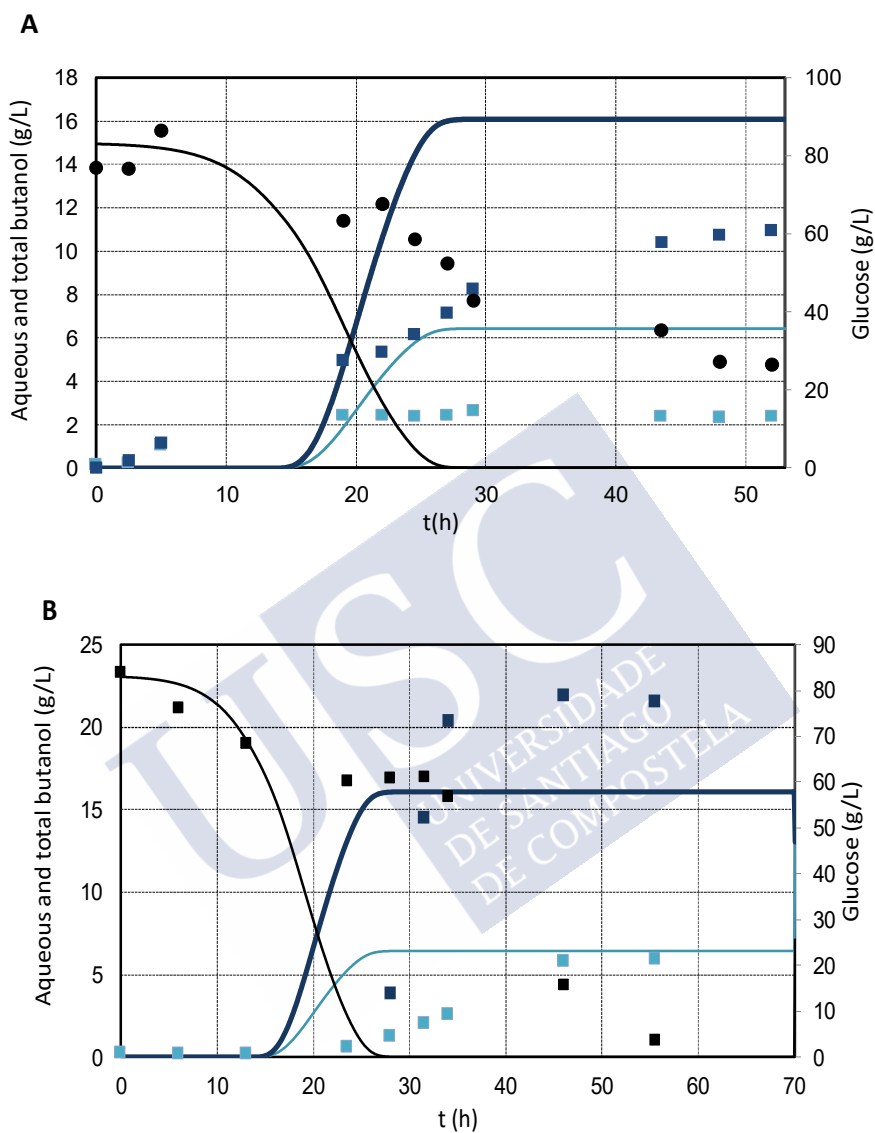 A
18
16
14
12
10
8
6
4
2
0
Aqueous and total butanol (g/L)
100
80
60
40
20
0
Glucose (g/L)
0 10 20 30 40 50
t(h)
B
25
20
15
10
5
0
Aqueous and total butanol (g/L)
90
80
70
60
50
40
30
20
10
0
Glucose (g/L)
0 10 20 30 40 50 60 70
t (h)
USC
UNIVERSIDADE
DE SANTIAGO
DE COMPOSTELA